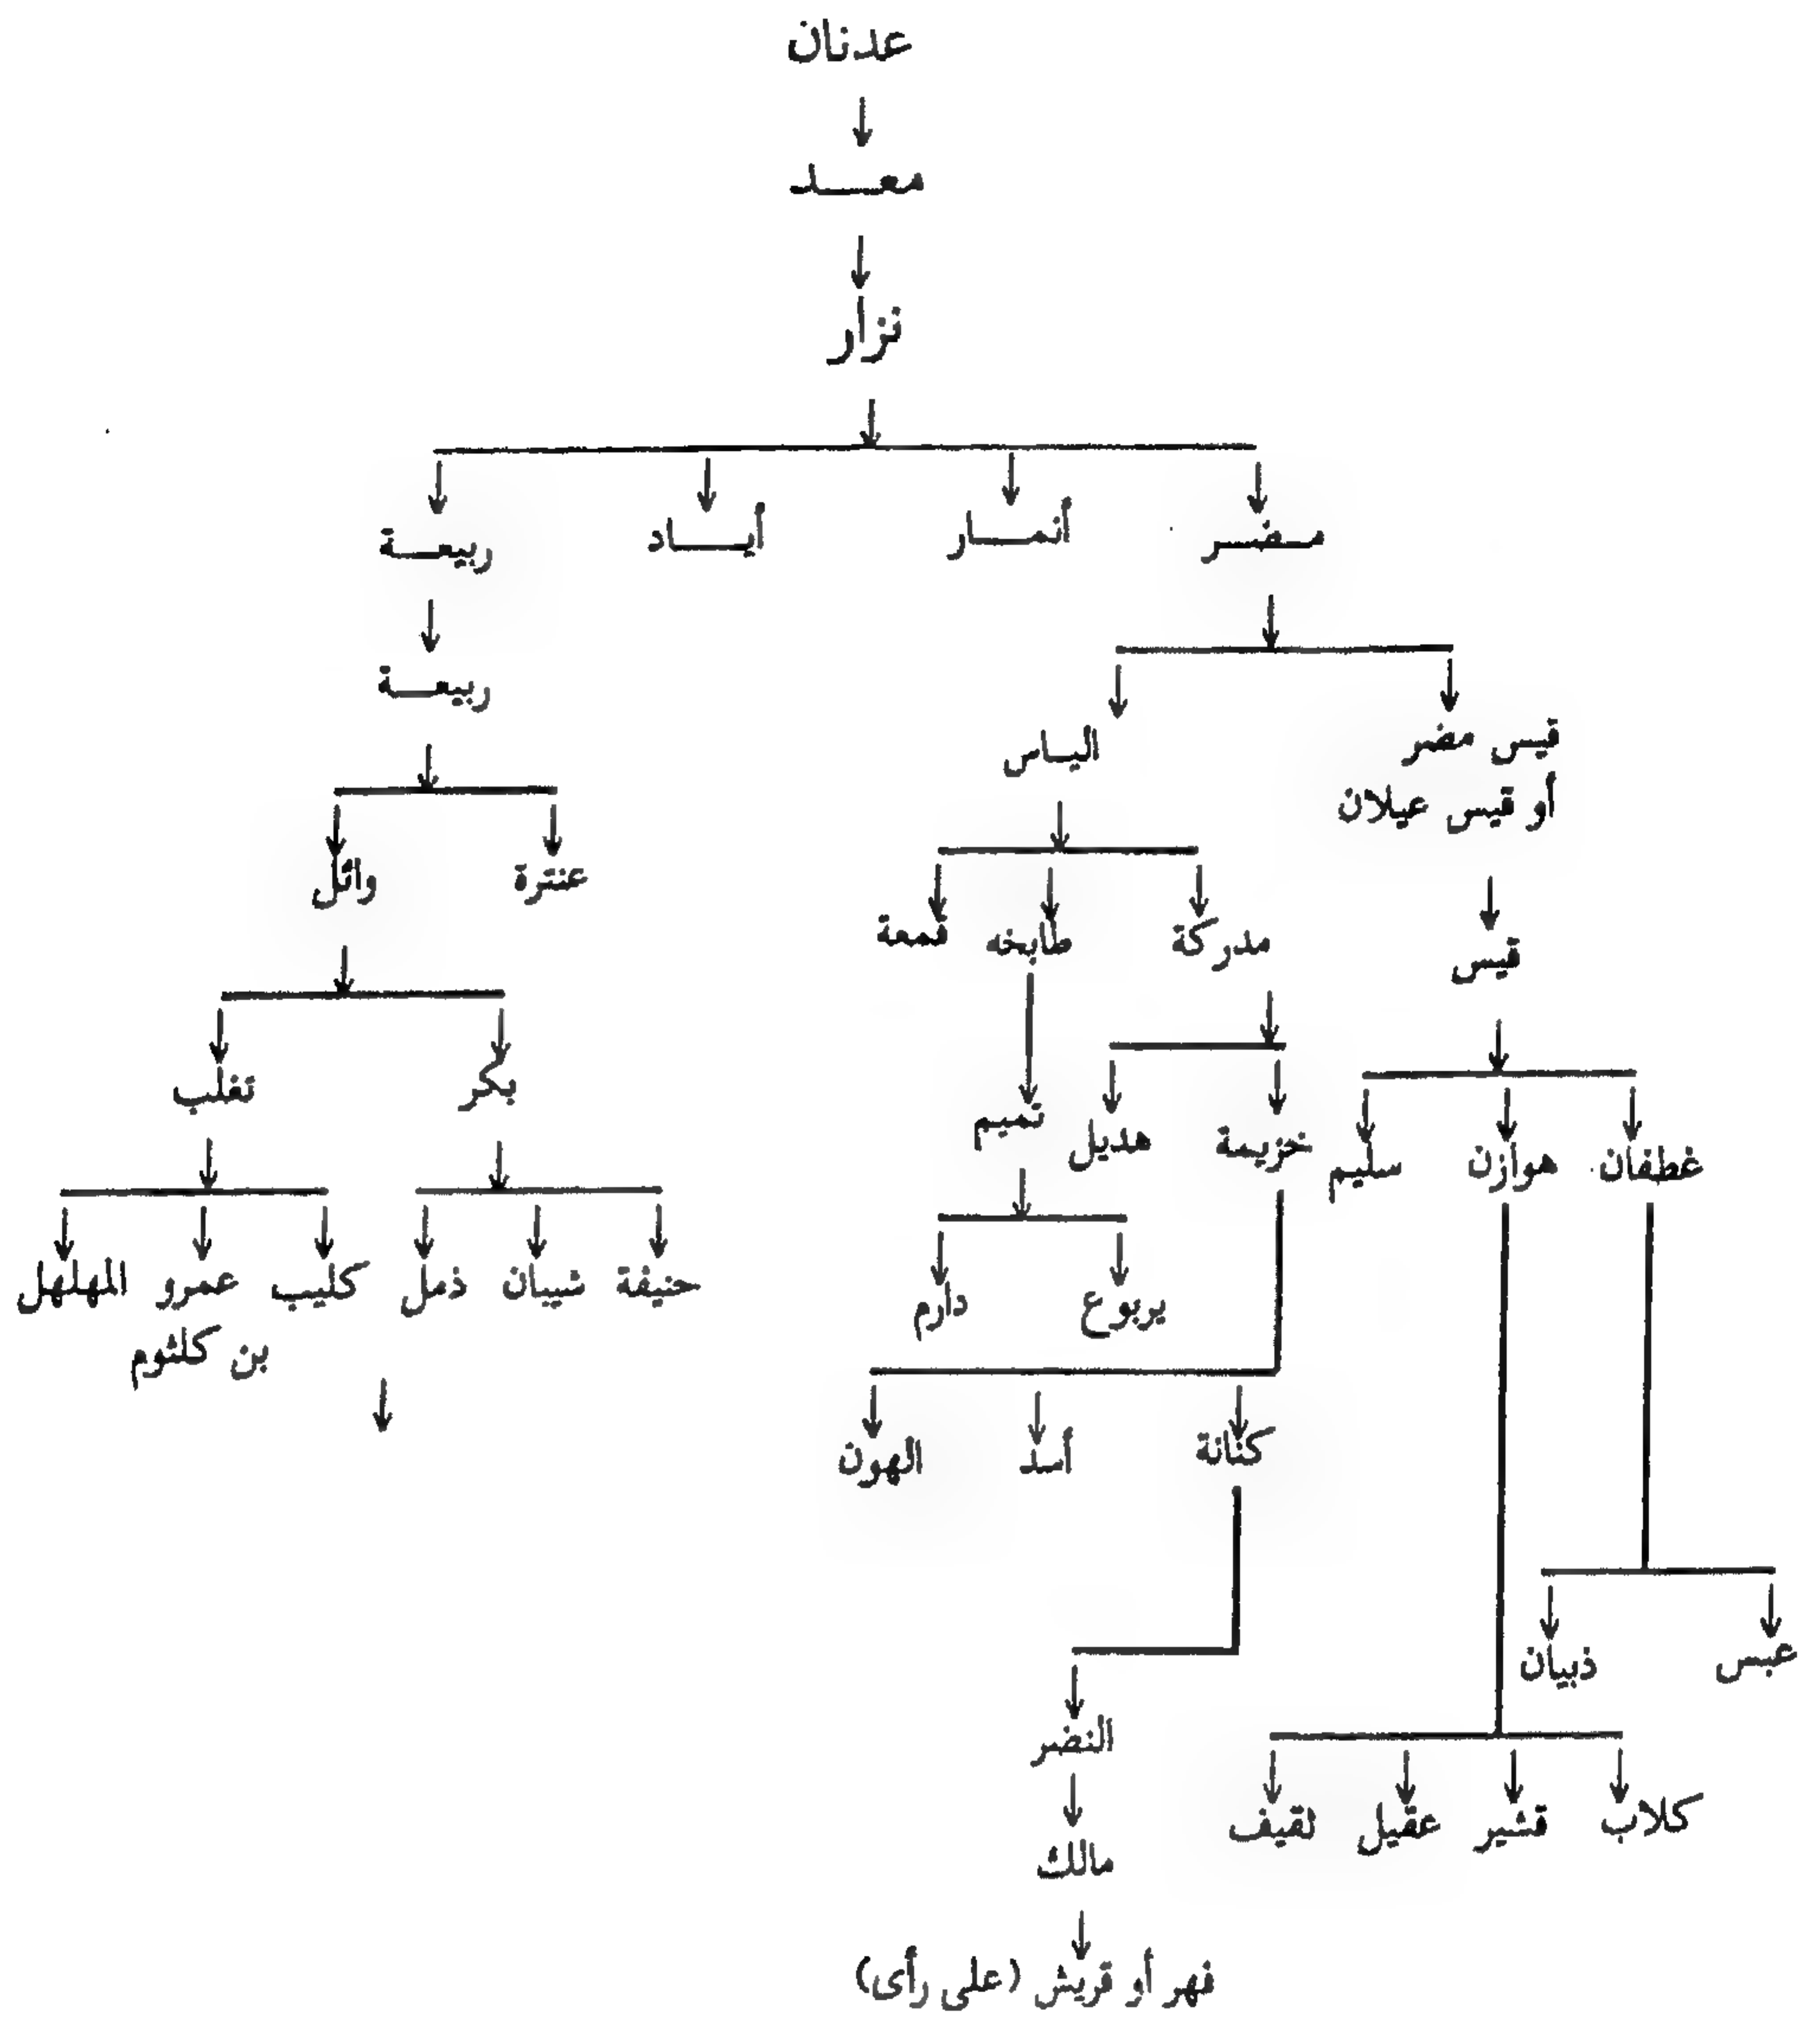 عدنان
معـــد
نزار
مـضـر
أنمـــار
أيـــاد
ربيعـــة
ربيعـــة
اليـاس
قيس مضر
أو قيس عيلان
عنترة
وائل
مدركة
طابخه
قمعة
قيس
بكر
تغلب
تميم
هديل
خزيمة
سليم
هوازن
غطفان
حنيفة
شيبان
ذمل
كليب
عمرو
بن كلثوم
المهلهل
يربوع
دارم
كنانة
أسد
الهون
عبس
ذبيان
النضر
كلاب
قشير
عقيل
لقيف
مالك
فهر أو قريش (على رأى)